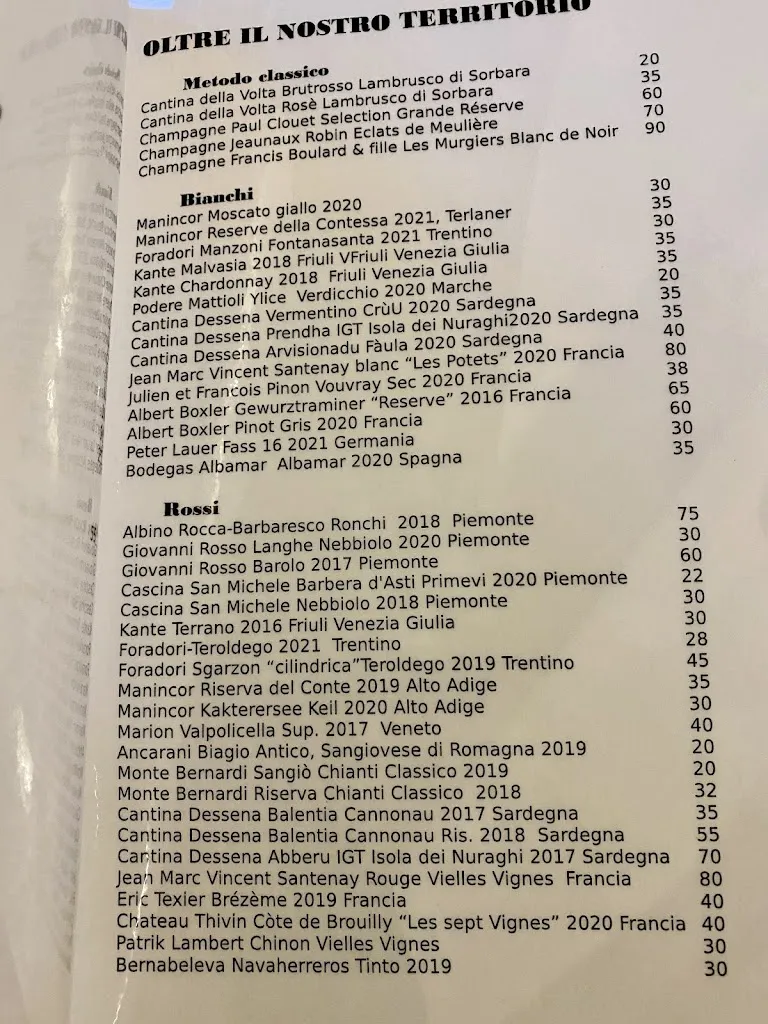 OLTRE IL NOSTRO TERRITORIO
Metodo classico
Cantina della Volta Brutrosso Lambrusco di Sorbara 20
Cantina della Volta Rosè Lambrusco di Sorbara 35
Champagne Paul Clouet Selection Grande Réserve 60
Champagne Jeaunaux Robin Eclats de Meulière 70
Champagne Francis Boulard & fille Les Murgiers Blanc de Noir 90
Bianchi
Manincor Moscato giallo 2020 30
Manincor Reserve della Contessa 2021, Terlaner 35
Foradori Manzoni Fontanasanta 2021 Trentino 30
Kante Malvasia 2018 Friuli VFriuli Venezia Giulia 35
Kante Chardonnay 2018 Friuli Venezia Giulia 35
Podere Mattioli Ylice Verdicchio 2020 Marche 20
Cantina Dessena Vermentino CrùU 2020 Sardegna 35
Cantina Dessena Prendha IGT Isola dei Nuraghi2020 Sardegna 35
Cantina Dessena Arvisionadu Fàula 2020 Sardegna 40
Jean Marc Vincent Santenay blanc “Les Potets” 2020 Francia 80
Julien et Francois Pinon Vouvray Sec 2020 Francia 38
Albert Boxler Gewurztraminer “Reserve” 2016 Francia 65
Albert Boxler Pinot Gris 2020 Francia 60
Peter Lauer Fass 16 2021 Germania 30
Bodegas Albamar Albamar 2020 Spagna 35
Rossi
Albino Rocca-Barbaresco Ronchi 2018 Piemonte 75
Giovanni Rosso Langhe Nebbiolo 2020 Piemonte 30
Giovanni Rosso Barolo 2017 Piemonte 60
Cascina San Michele Barbera d'Asti Primevi 2020 Piemonte 22
Cascina San Michele Nebbiolo 2018 Piemonte 30
Kante Terrano 2016 Friuli Venezia Giulia 30
Foradori-Teroldego 2021 Trentino 28
Foradori Sgarzon “cilindrica”Teroldego 2019 Trentino 45
Manincor Riserva del Conte 2019 Alto Adige 35
Manincor Kakterersee Keil 2020 Alto Adige 30
Marion Valpolicella Sup. 2017 Veneto 40
Ancarani Biagio Antico, Sangiovese di Romagna 2019 20
Monte Bernardi Sangiò Chianti Classico 2019 20
Monte Bernardi Riserva Chianti Classico 2018 32
Cantina Dessena Balentia Cannonau 2017 Sardegna 35
Cantina Dessena Balentia Cannonau Ris. 2018 Sardegna 55
Cantina Dessena Abberu IGT Isola dei Nuraghi 2017 Sardegna 70
Jean Marc Vincent Santenay Rouge Vielles Vignes Francia 80
Eric Texier Brézème 2019 Francia 40
Chateau Thivin Còte de Brouilly “Les sept Vignes” 2020 Francia 40
Patrik Lambert Chinon Vielles Vignes 30
Bernabeleva Navaherreros Tinto 2019 30